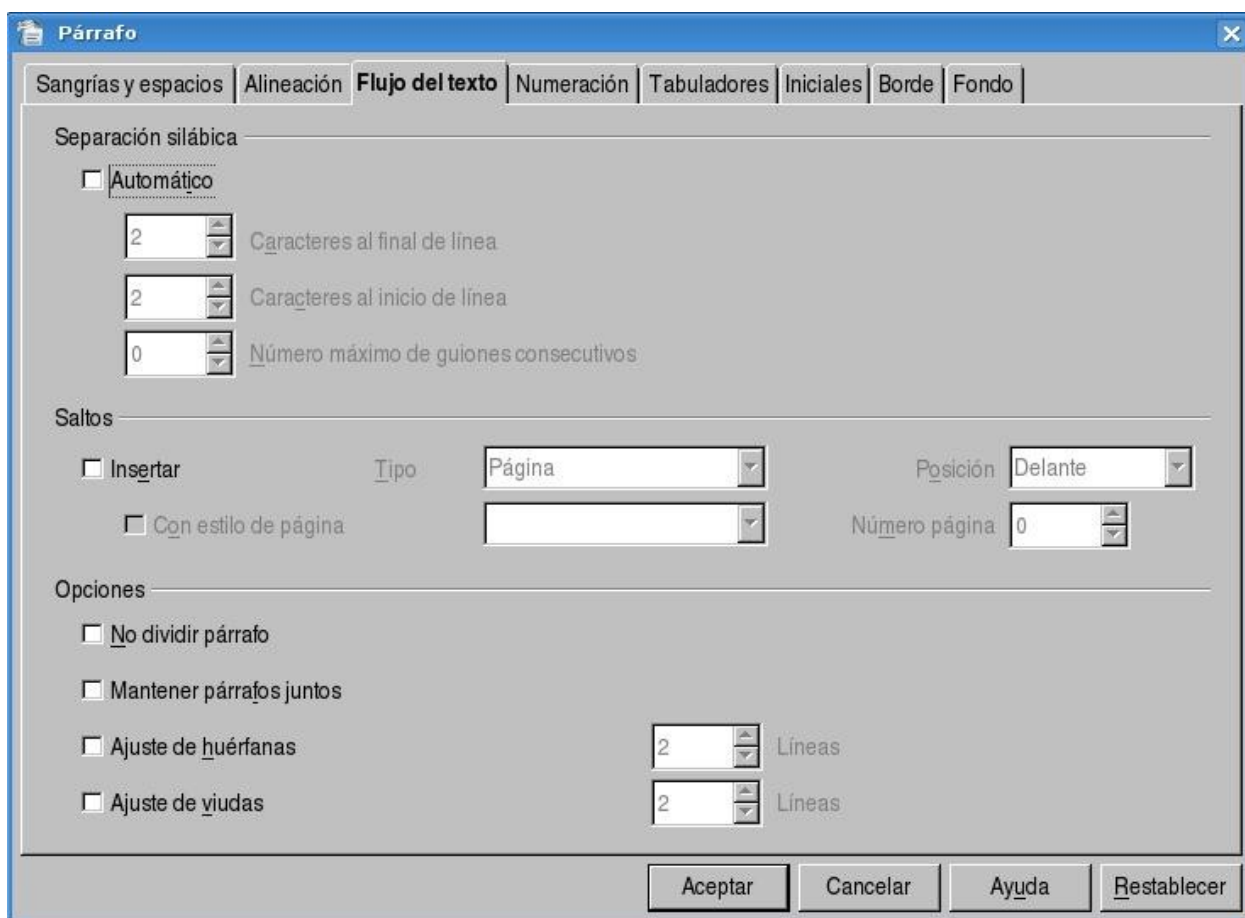 Párrafo
Sangrías y espacios Alineación Flujo del texto Numeración Tabuladores Iniciales Borde Fondo
Separación silábica
Automático
2 Caracteres al final de línea
2 Caracteres al inicio de línea
0 Número máximo de guiones consecutivos
Saltos
Insertar Tipo Página Posición Delante
Con estilo de página Número página 0
Opciones
No dividir párrafo
Mantener párrafos juntos
Ajuste de huérfanas 2 Líneas
Ajuste de viudas 2 Líneas
Aceptar Cancelar Ayuda Restablecer